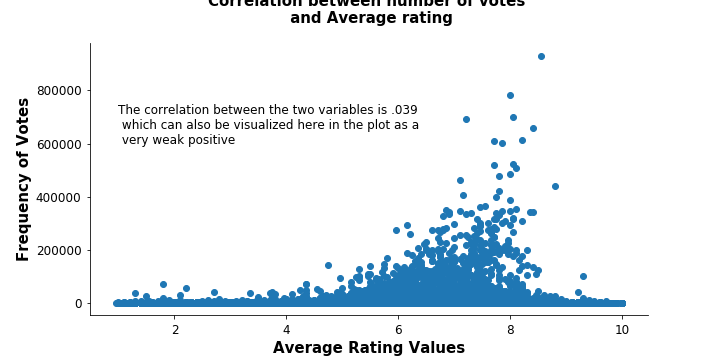 Correlation between number of votes
and Average rating
Frequency of Votes
800000
600000
400000
200000
0
The correlation between the two variables is .039
which can also be visualized here in the plot as a
very weak positive
2
4
6
8
10
Average Rating Values